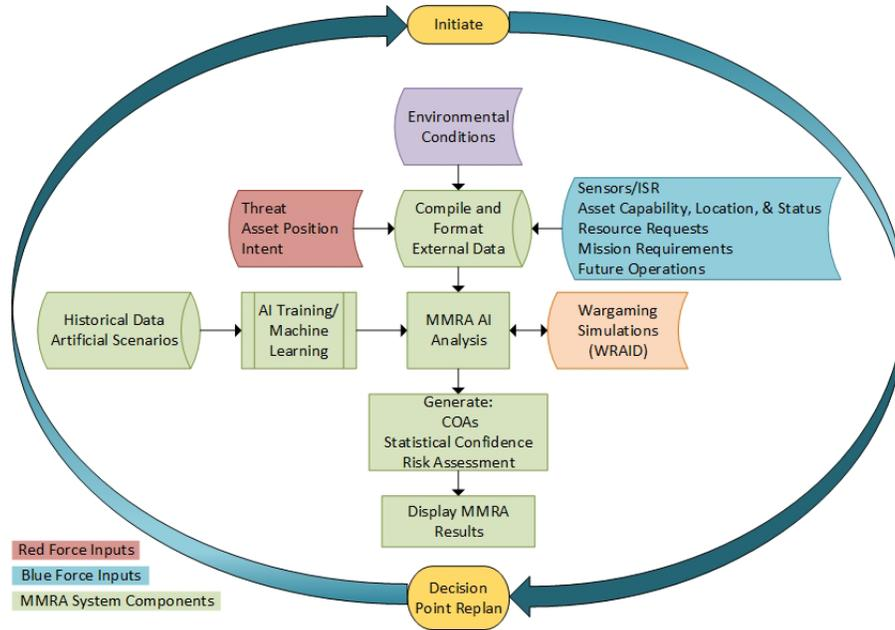 Initiate
Environmental
Conditions
Threat
Asset Position
Intent
Compile and
Format
External Data
Sensors/ISR
Asset Capability, Location, & Status
Resource Requests
Mission Requirements
Future Operations
Historical Data
Artificial Scenarios
AI Training/
Machine
Learning
MMRA AI
Analysis
Wargaming
Simulations
(WRAID)
Generate:
COAs
Statistical Confidence
Risk Assessment
Display MMRA
Results
Red Force Inputs
Blue Force Inputs
MMRA System Components
Decision
Point Replan